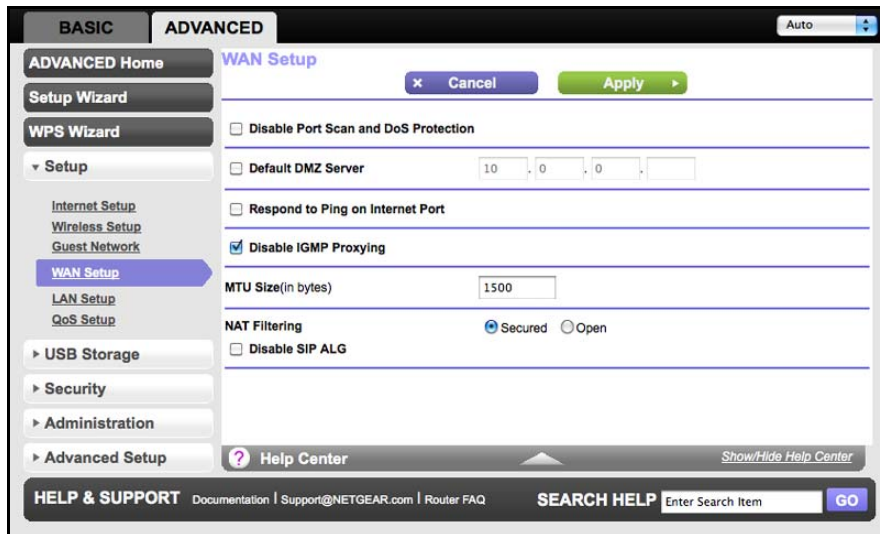 BASIC ADVANCED Auto
ADVANCED Home
Setup Wizard
WPS Wizard
Setup
Internet Setup
Wireless Setup
Guest Network
WAN Setup
LAN Setup
QoS Setup
USB Storage
Security
Administration
Advanced Setup
WAN Setup
Cancel Apply
Disable Port Scan and DoS Protection
Default DMZ Server 10 . 0 . 0 .
Respond to Ping on Internet Port
Disable IGMP Proxying
MTU Size(in bytes) 1500
NAT Filtering Secured Open
Disable SIP ALG
? Help Center Show/Hide Help Center
HELP & SUPPORT Documentation | Support@NETGEAR.com | Router FAQ SEARCH HELP Enter Search Item GO